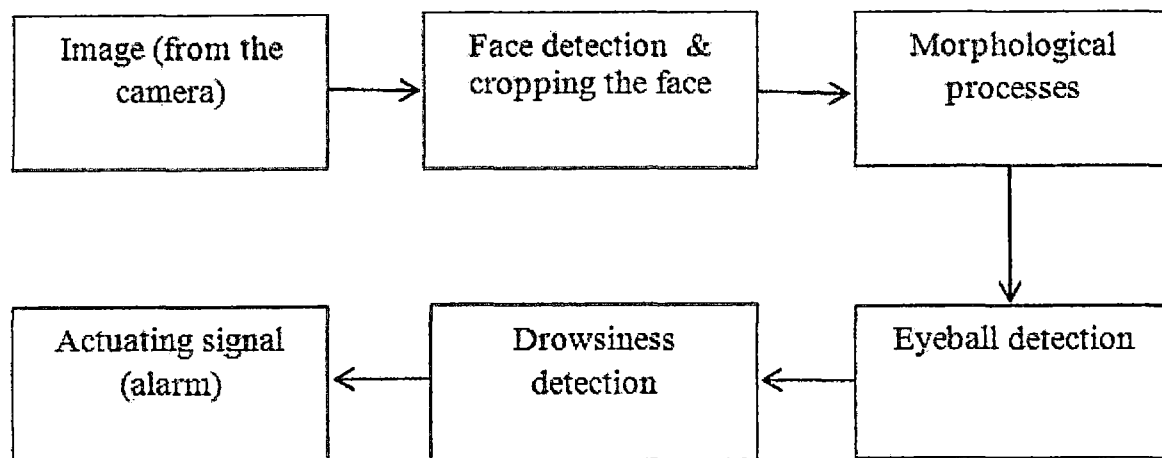 Image (from the
camera)
Face detection &
cropping the face
Morphological
processes
Eyeball detection
Drowsiness
detection
Actuating signal
(alarm)